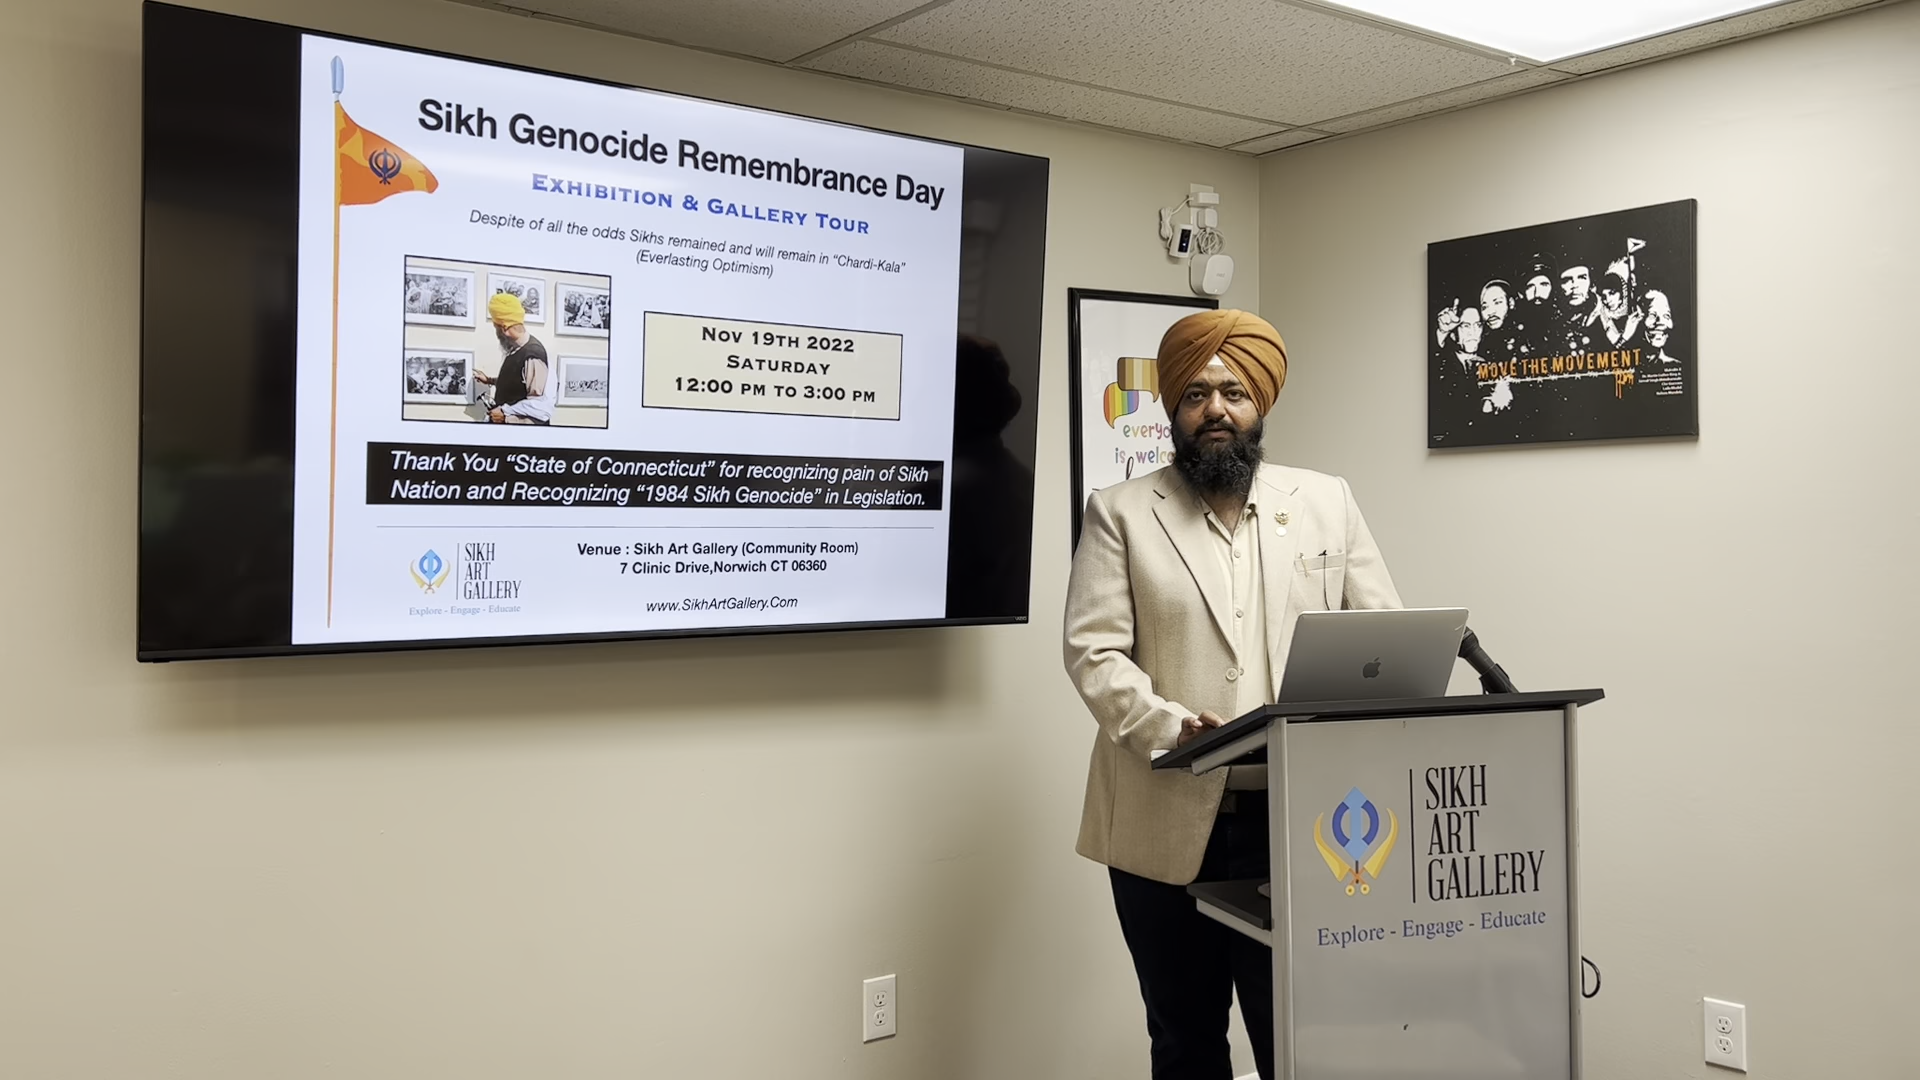 Sikh Genocide Remembrance Day
EXHIBITION & GALLERY TOUR
Despite of all the odds Sikhs remained and will remain in “Chardi-Kala”
(Everlasting Optimism)
NOV 19TH 2022
SATURDAY
12:00 PM TO 3:00 PM
Thank You “State of Connecticut” for recognizing pain of Sikh
Nation and Recognizing “1984 Sikh Genocide” in Legislation.
SIKH
ART
GALLERY
Explore - Engage - Educate
Venue : Sikh Art Gallery (Community Room)
7 Clinic Drive,Norwich CT 06360
www.SikhArtGallery.Com
is welco
MOVE THE MOVEMENT
SIKH
ART
GALLERY
Explore - Engage - Educate